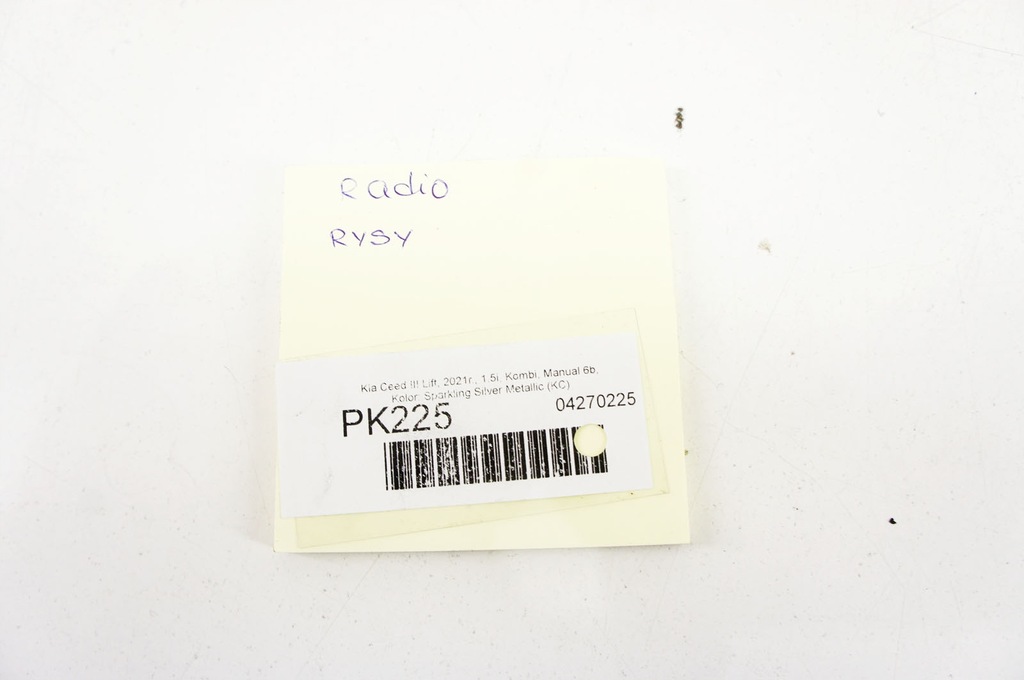 Radio
RYSY
Kia Ceed III Lift, 2021r., 1.5i, Kombi, Manual 6b,
Kolor: Sparkling Silver Metallic (KC)
PK225 04270225